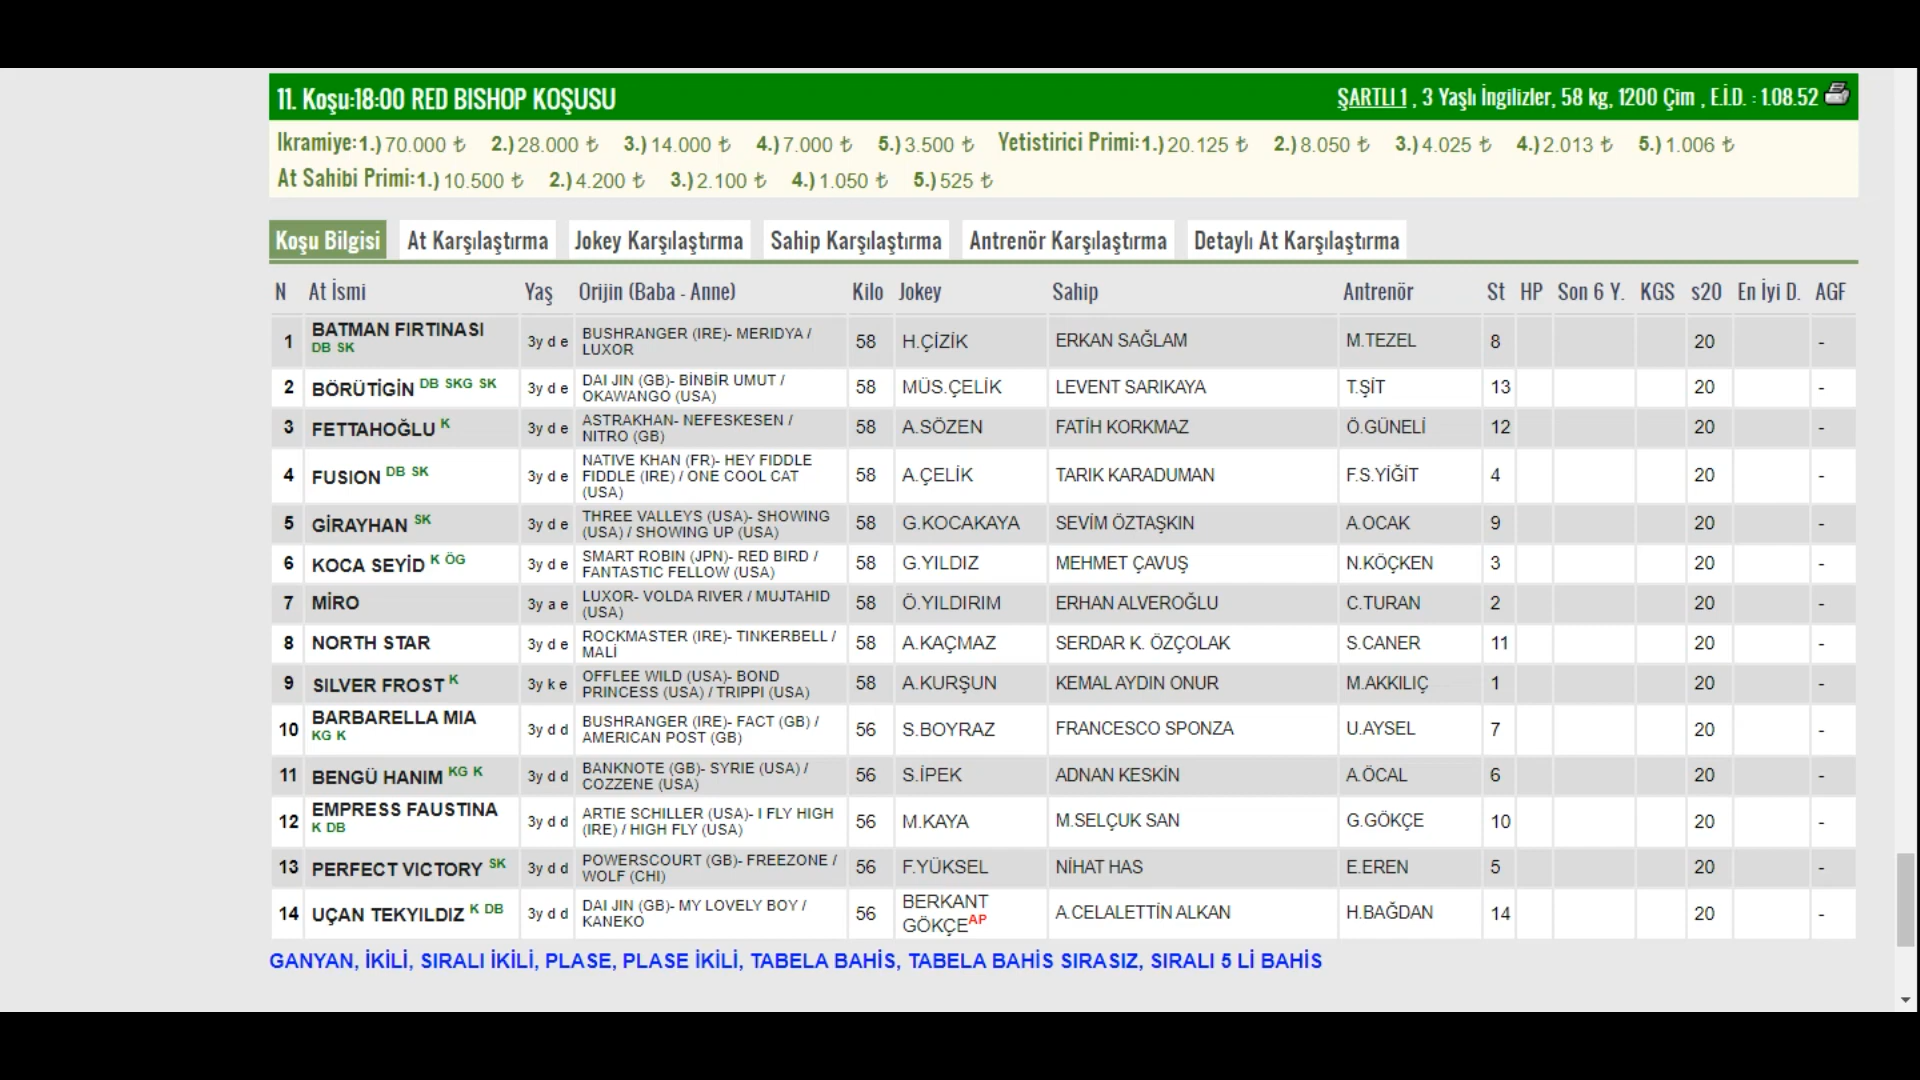 11. Koşu:18:00 RED BISHOP KOŞUSU ŞARTLI 1 , 3 Yaşlı İngilizler, 58 kg, 1200 Çim , E.İ.D. : 1.08.52
Ikramiye:1.)70.000 ₺ 2.)28.000 ₺ 3.)14.000 ₺ 4.)7.000 ₺ 5.)3.500 ₺ Yetistirici Primi:1.)20.125 ₺ 2.)8.050 ₺ 3.)4.025 ₺ 4.)2.013 ₺ 5.)1.006 ₺
At Sahibi Primi:1.)10.500 ₺ 2.)4.200 ₺ 3.)2.100 ₺ 4.)1.050 ₺ 5.)525 ₺
Koşu Bilgisi At Karşılaştırma Jokey Karşılaştırma Sahip Karşılaştırma Antrenör Karşılaştırma Detaylı At Karşılaştırma
N At İsmi Yaş Orijin (Baba - Anne) Kilo Jokey Sahip Antrenör St HP Son 6 Y. KGS s20 En İyi D. AGF
1 BATMAN FIRTINASI DB SK 3y d e BUSHRANGER (IRE)- MERIDYA / LUXOR 58 H.ÇİZİK ERKAN SAĞLAM M.TEZEL 8 20 -
2 BÖRÜTİGİN DB SKG SK 3y d e DAI JIN (GB)- BİNBİR UMUT / OKAWANGO (USA) 58 MÜS.ÇELİK LEVENT SARIKAYA T.ŞİT 13 20 -
3 FETTAHOĞLU K 3y d e ASTRAKHAN- NEFESKESEN / NITRO (GB) 58 A.SÖZEN FATİH KORKMAZ Ö.GÜNELİ 12 20 -
4 FUSION DB SK 3y d e NATIVE KHAN (FR)- HEY FIDDLE FIDDLE (IRE) / ONE COOL CAT (USA) 58 A.ÇELİK TARIK KARADUMAN F.S.YİĞİT 4 20 -
5 GİRAYHAN SK 3y d e THREE VALLEYS (USA)- SHOWING (USA) / SHOWING UP (USA) 58 G.KOCAKAYA SEVİM ÖZTAŞKIN A.OCAK 9 20 -
6 KOCA SEYİD K ÖG 3y d e SMART ROBIN (JPN)- RED BIRD / FANTASTIC FELLOW (USA) 58 G.YILDIZ MEHMET ÇAVUŞ N.KÖÇKEN 3 20 -
7 MİRO 3y a e LUXOR- VOLDA RIVER / MUJTAHID (USA) 58 Ö.YILDIRIM ERHAN ALVEROĞLU C.TURAN 2 20 -
8 NORTH STAR 3y d e ROCKMASTER (IRE)- TINKERBELL / MALİ 58 A.KAÇMAZ SERDAR K. ÖZÇOLAK S.CANER 11 20 -
9 SILVER FROST K 3y k e OFFLEE WILD (USA)- BOND PRINCESS (USA) / TRIPPI (USA) 58 A.KURŞUN KEMAL AYDIN ONUR M.AKKILIÇ 1 20 -
10 BARBARELLA MIA KG K 3y d d BUSHRANGER (IRE)- FACT (GB) / AMERICAN POST (GB) 56 S.BOYRAZ FRANCESCO SPONZA U.AYSEL 7 20 -
11 BENGÜ HANIM KG K 3y d d BANKNOTE (GB)- SYRIE (USA) / COZZENE (USA) 56 S.İPEK ADNAN KESKİN A.ÖCAL 6 20 -
12 EMPRESS FAUSTINA K DB 3y d d ARTIE SCHILLER (USA)- I FLY HIGH (IRE) / HIGH FLY (USA) 56 M.KAYA M.SELÇUK SAN G.GÖKÇE 10 20 -
13 PERFECT VICTORY SK 3y d d POWERSCOURT (GB)- FREEZONE / WOLF (CHI) 56 F.YÜKSEL NİHAT HAS E.EREN 5 20 -
14 UÇAN TEKYILDIZ K DB 3y d d DAI JIN (GB)- MY LOVELY BOY / KANEKO 56 BERKANT GÖKÇE AP A.CELALETTİN ALKAN H.BAĞDAN 14 20 -
GANYAN, İKİLİ, SIRALI İKİLİ, PLASE, PLASE İKİLİ, TABELA BAHİS, TABELA BAHİS SIRASIZ, SIRALI 5 Lİ BAHİS